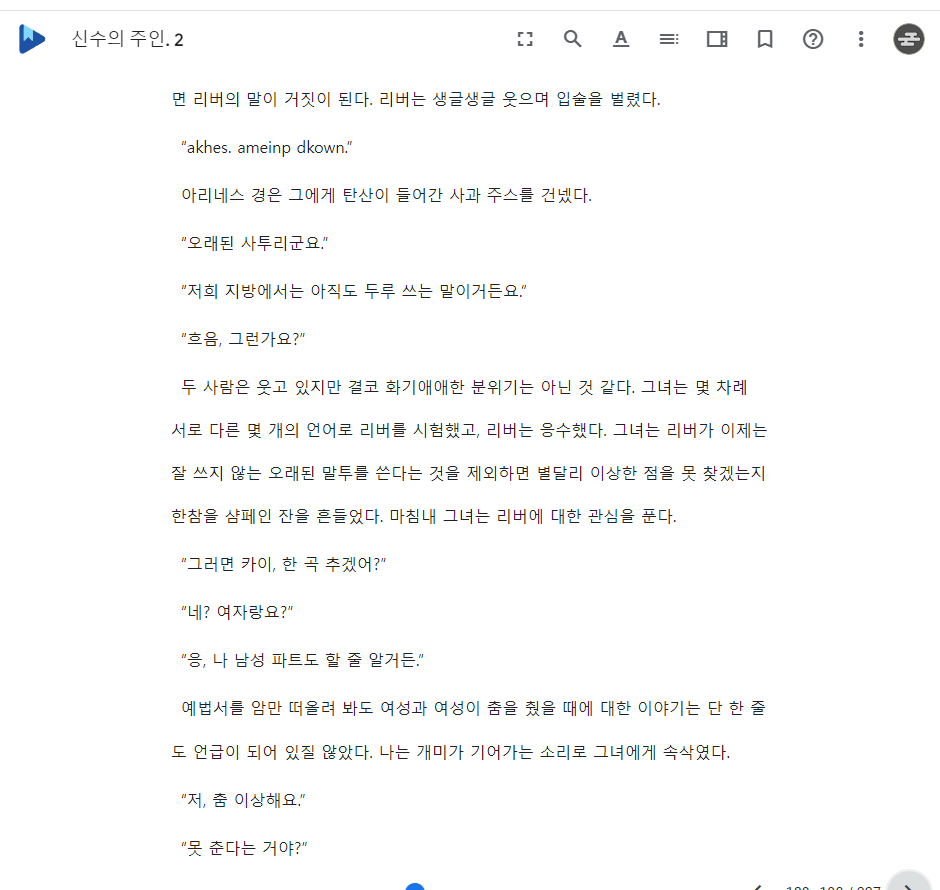 신수의 주인. 2
면 리버의 말이 거짓이 된다. 리버는 생글생글 웃으며 입술을 벌렸다.
“akhes. ameinp dkown.”
아리네스 경은 그에게 탄산이 들어간 사과 주스를 건넸다.
“오래된 사투리군요.”
“저희 지방에서는 아직도 두루 쓰는 말이거든요.”
“흐음, 그런가요?”
두 사람은 웃고 있지만 결코 화기애애한 분위기는 아닌 것 같다. 그녀는 몇 차례
서로 다른 몇 개의 언어로 리버를 시험했고, 리버는 응수했다. 그녀는 리버가 이제는
잘 쓰지 않는 오래된 말투를 쓴다는 것을 제외하면 별달리 이상한 점을 못 찾겠는지
한참을 샴페인 잔을 흔들었다. 마침내 그녀는 리버에 대한 관심을 푼다.
“그러면 카이, 한 곡 추겠어?”
“네? 여자랑요?”
“응, 나 남성 파트도 할 줄 알거든.”
예법서를 암만 떠올려 봐도 여성과 여성이 춤을 췄을 때에 대한 이야기는 단 한 줄
도 언급이 되어 있질 않았다. 나는 개미가 기어가는 소리로 그녀에게 속삭였다.
“저, 춤 이상해요.”
“못 춘다는 거야?”